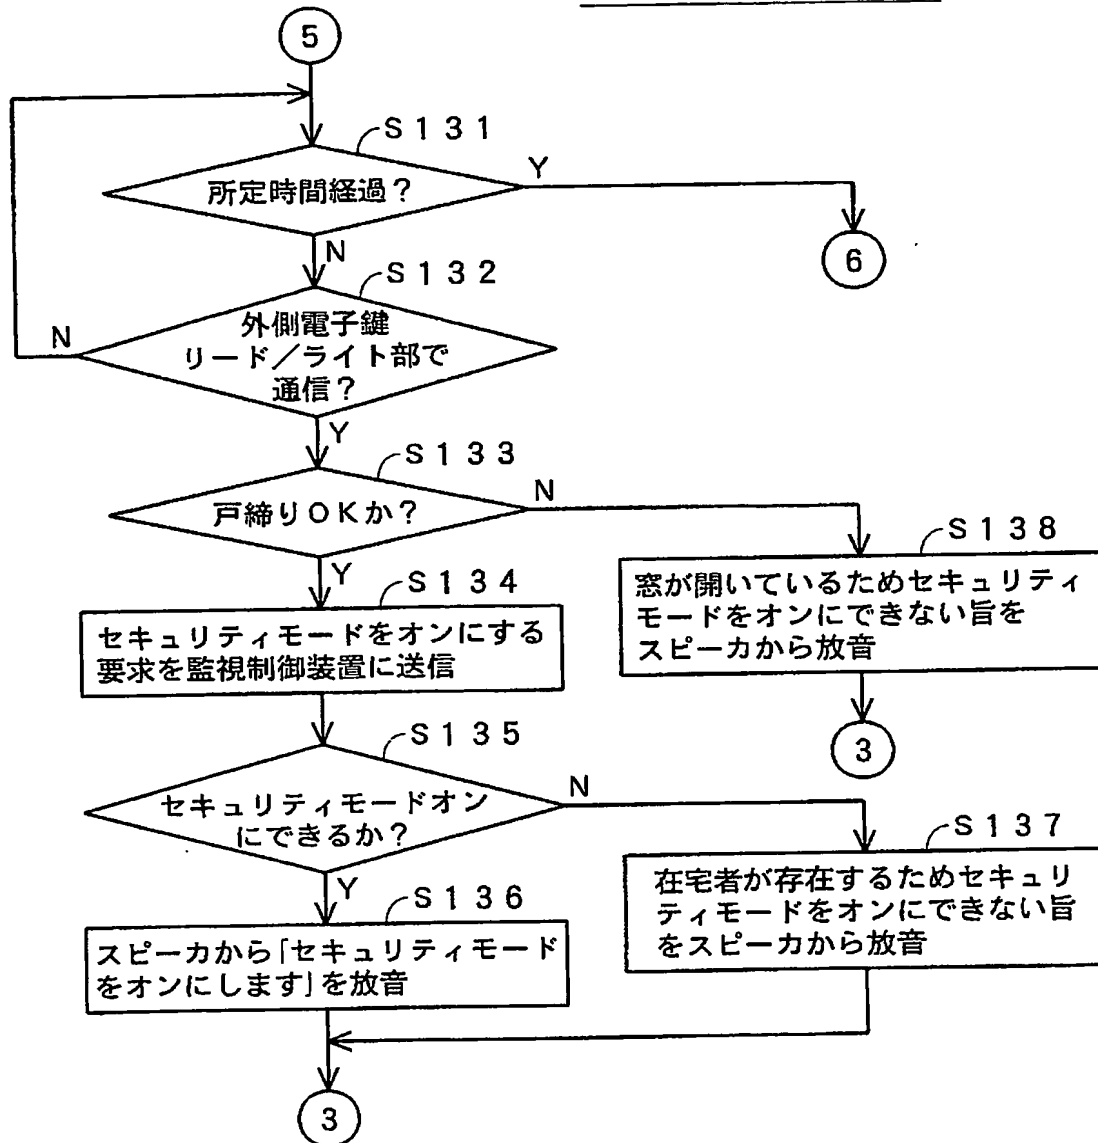 5
S131
所定時間経過?
Y
N
6
S132
外側電子鍵
リード/ライト部で
通信?
N
Y
S133
戸締りOKか?
N
Y
S138
窓が開いているためセキュリティ
モードをオンにできない旨を
スピーカから放音
3
S134
セキュリティモードをオンにする
要求を監視制御装置に送信
S135
セキュリティモードオン
にできるか?
N
Y
S137
在宅者が存在するためセキュリ
ティモードをオンにできない旨
をスピーカから放音
S136
スピーカから「セキュリティモード
をオンにします」を放音
3